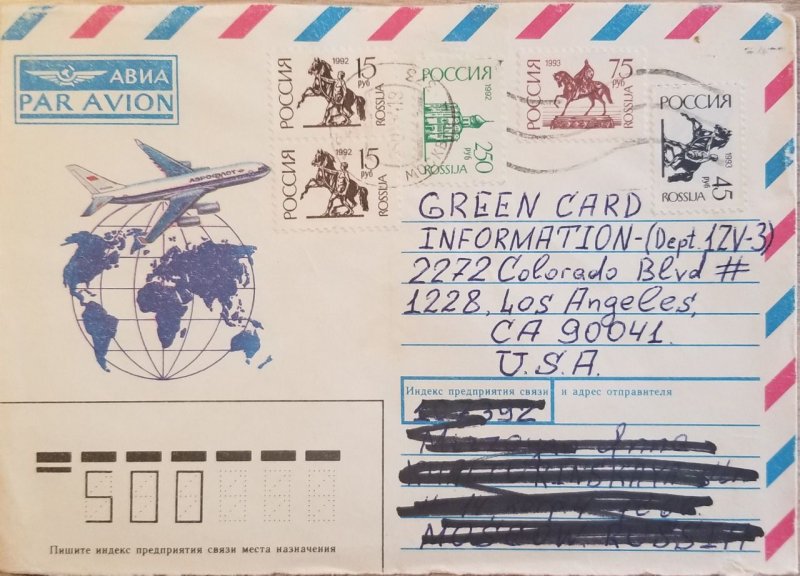 АВИА
PAR AVION
АЭРОФЛОТ
1992
15
РУБ
РОССИЯ
ROSSIJA
1992
15
РУБ
РОССИЯ
ROSSIJA
РОССИЯ
1992
250
РУБ
ROSSIJA
1993
75
РУБ
РОССИЯ
ROSSIJA
РОССИЯ
1993
45
РУБ
ROSSIJA
GREEN CARD
INFORMATION-(Dept. 1ZV-3)
2272 Colorado Blvd #
1228, Los Angeles,
CA 90041.
U.S.A.
Индекс предприятия связи и адрес отправителя
500
Пишите индекс предприятия связи места назначения